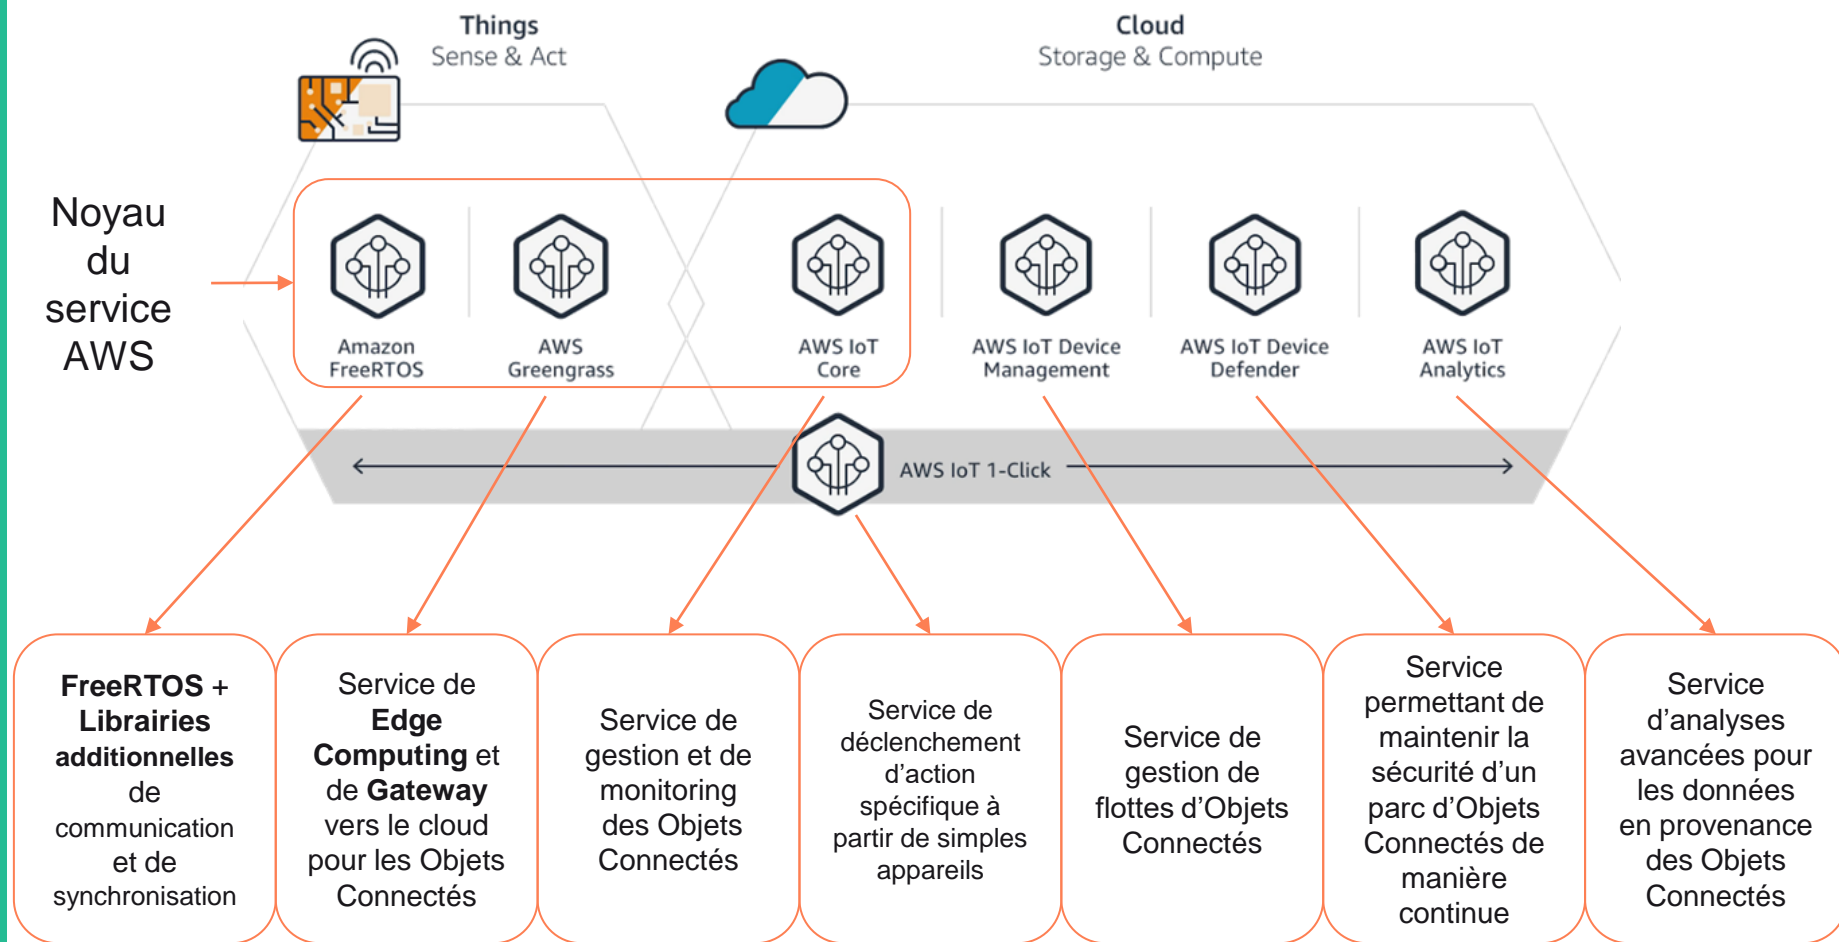 Things
Sense & Act
Cloud
Storage & Compute
Noyau
du
service
AWS
Amazon
FreeRTOS
AWS
Greengrass
AWS IoT
Core
AWS IoT Device
Management
AWS IoT Device
Defender
AWS IoT
Analytics
AWS IoT 1-Click
FreeRTOS +
Librairies
additionnelles
de
communication
et de
synchronisation
Service de
Edge
Computing et
de Gateway
vers le cloud
pour les Objets
Connectés
Service de
gestion et de
monitoring
des Objets
Connectés
Service de
déclenchement
d’action
spécifique à
partir de simples
appareils
Service de
gestion de
flottes d’Objets
Connectés
Service
permettant de
maintenir la
sécurité d’un
parc d’Objets
Connectés de
manière
continue
Service
d’analyses
avancées pour
les données
en provenance
des Objets
Connectés